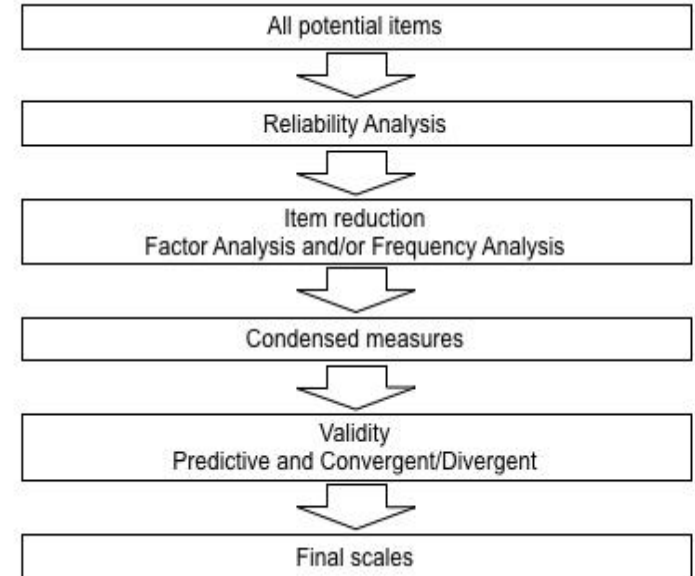 All potential items
Reliability Analysis
Item reduction
Factor Analysis and/or Frequency Analysis
Condensed measures
Validity
Predictive and Convergent/Divergent
Final scales